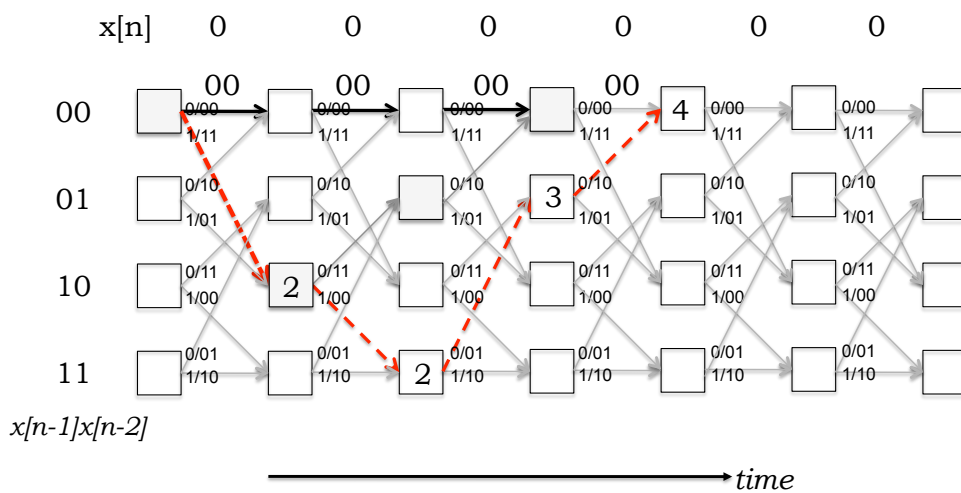 x[n] 0 0 0 0 0 0
00 00 00 00
00 0/00 0/00 0/00 0/00 4 0/00 0/00
1/11 1/11 1/11 1/11 1/11 1/11
01 0/10 0/10 0/10 3 0/10 0/10 0/10
1/01 1/01 1/01 1/01 1/01 1/01
10 0/11 2 0/11 0/11 0/11 0/11 0/11
1/00 1/00 1/00 1/00 1/00 1/00
11 0/01 0/01 2 0/01 0/01 0/01 0/01
1/10 1/10 1/10 1/10 1/10 1/10
x[n-1]x[n-2]
time